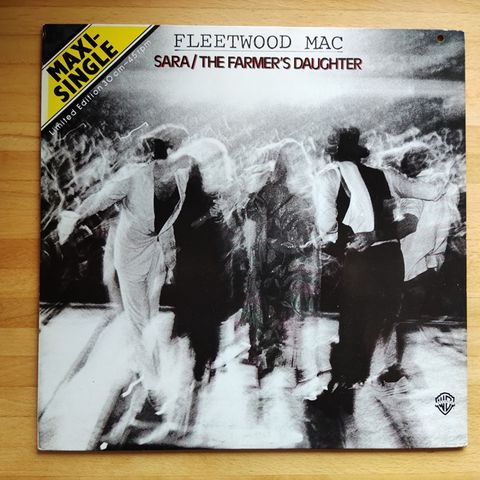 MAXI-
SINGLE
Limited Edition 30 cm-45 rpm
FLEETWOOD MAC
SARA/THE FARMER'S DAUGHTER